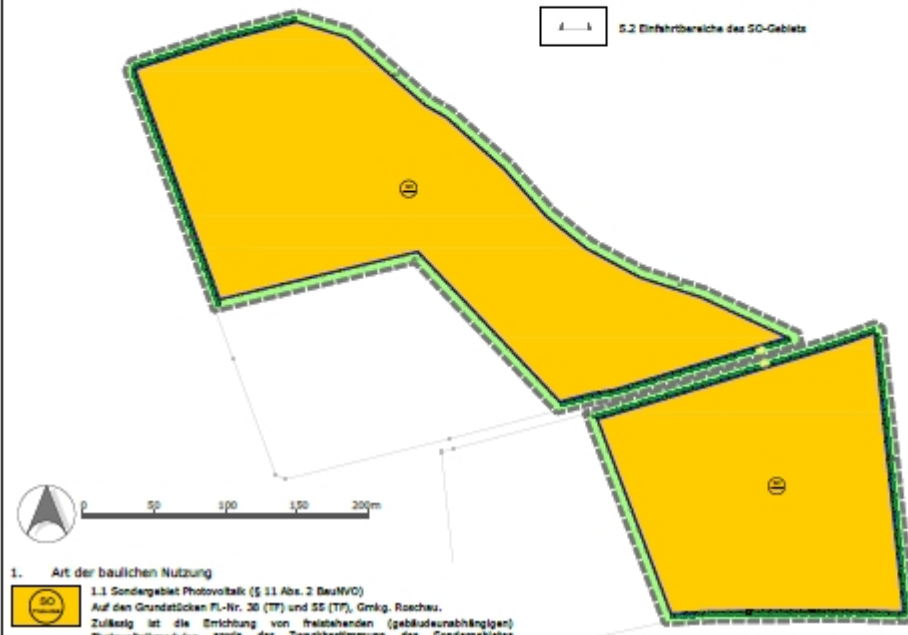 5.2 Einfahrtbereiche des SO-Gebiets
0 50 100 150 200m
1. Art der baulichen Nutzung
SO
1.1 Sondergebiet Photovoltaik (§ 11 Abs. 2 BauNVO)
Auf den Grundstücken Fl.-Nr. 38 (TF) und 55 (TF), Gmkg. Roschau.
Zulässig ist die Errichtung von freistehenden (gebäudeunabhängigen)